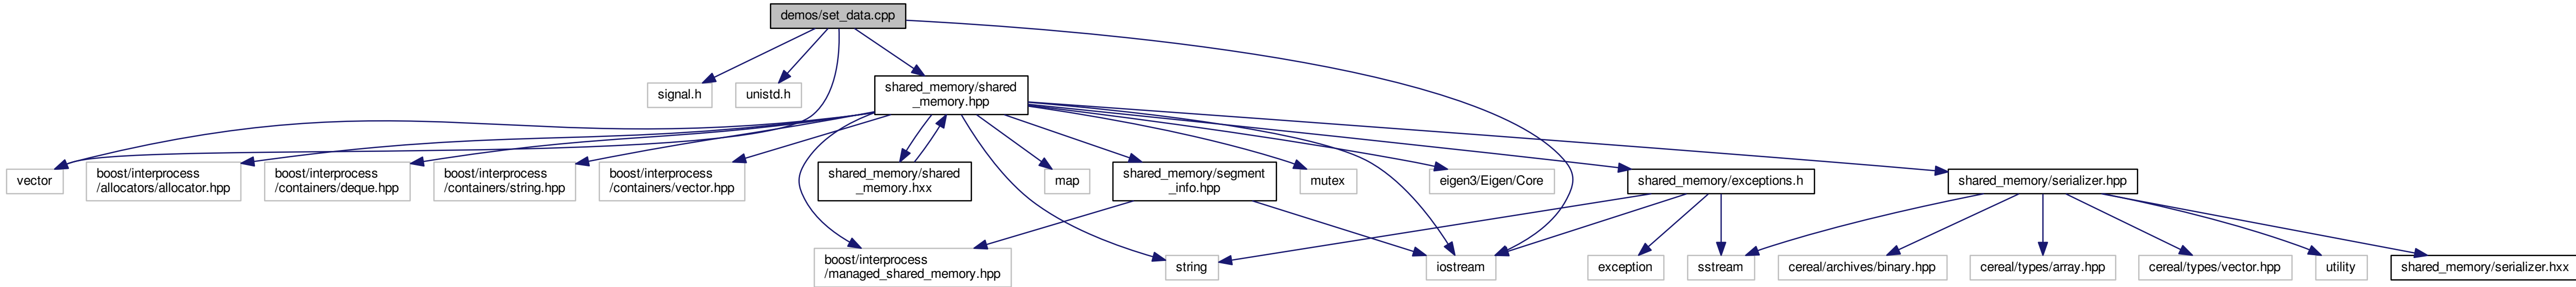 demos/set_data.cpp
signal.h
unistd.h
shared_memory/shared
_memory.hpp
vector
boost/interprocess
/allocators/allocator.hpp
boost/interprocess
/containers/deque.hpp
boost/interprocess
/containers/string.hpp
boost/interprocess
/containers/vector.hpp
shared_memory/shared
_memory.hxx
map
shared_memory/segment
_info.hpp
mutex
eigen3/Eigen/Core
shared_memory/exceptions.h
shared_memory/serializer.hpp
boost/interprocess
/managed_shared_memory.hpp
string
iostream
exception
sstream
cereal/archives/binary.hpp
cereal/types/array.hpp
cereal/types/vector.hpp
utility
shared_memory/serializer.hxx